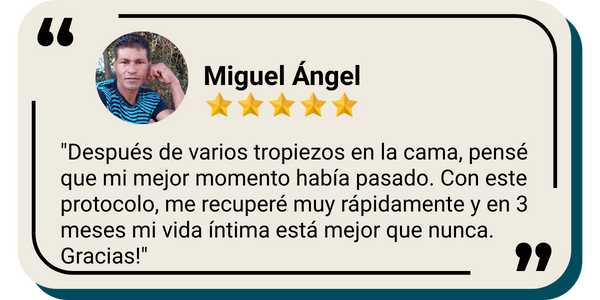 Miguel Ángel
"Después de varios tropiezos en la cama, pensé
que mi mejor momento había pasado. Con este
protocolo, me recuperé muy rápidamente y en 3
meses mi vida íntima está mejor que nunca.
Gracias!"